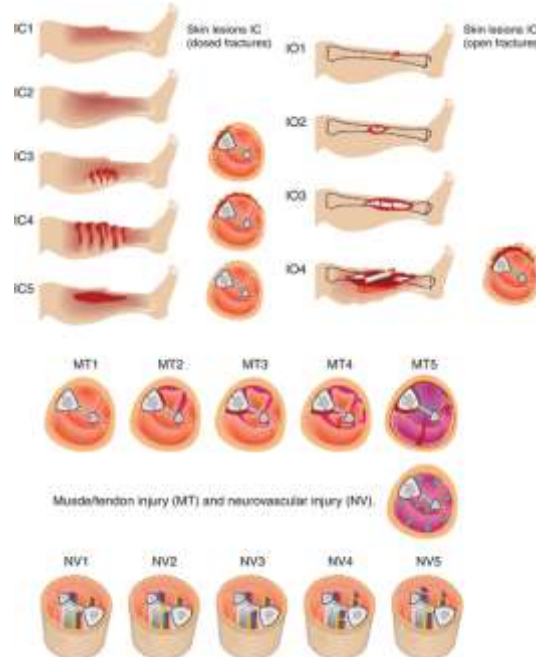 IC1
Skin lesions IC
(closed fractures)
IO1
Skin lesions IC
(open fractures)
IC2
IO2
IC3
IO3
IC4
IO4
IC5
MT1 MT2 MT3 MT4 MT5
Muscle/tendon injury (MT) and neurovascular injury (NV).
NV1 NV2 NV3 NV4 NV5